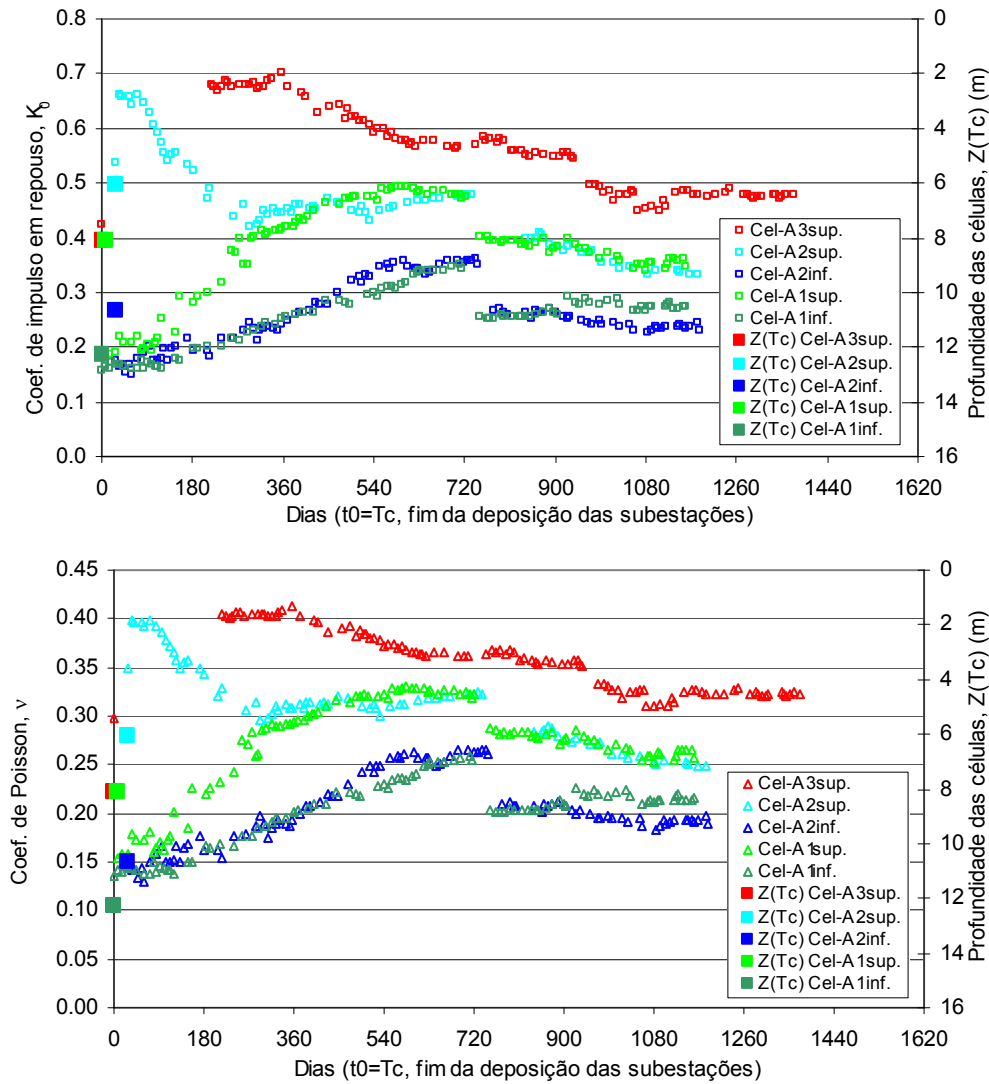 Coef. de impulso em repouso, K0
0.8
0.7
0.6
0.5
0.4
0.3
0.2
0.1
0.0
0
2
4
6
8
10
12
14
16
Profundidade das células, Z(Tc) (m)
Cel-A3sup.
Cel-A2sup.
Cel-A2inf.
Cel-A1sup.
Cel-A1inf.
Z(Tc) Cel-A3sup.
Z(Tc) Cel-A2sup.
Z(Tc) Cel-A2inf.
Z(Tc) Cel-A1sup.
Z(Tc) Cel-A1inf.
0 180 360 540 720 900 1080 1260 1440 1620
Dias (t0=Tc, fim da deposição das subestações)
Coef. de Poisson, ν
0.45
0.40
0.35
0.30
0.25
0.20
0.15
0.10
0.05
0.00
0
2
4
6
8
10
12
14
16
Profundidade das células, Z(Tc) (m)
Cel-A3sup.
Cel-A2sup.
Cel-A2inf.
Cel-A1sup.
Cel-A1inf.
Z(Tc) Cel-A3sup.
Z(Tc) Cel-A2sup.
Z(Tc) Cel-A2inf.
Z(Tc) Cel-A1sup.
Z(Tc) Cel-A1inf.
0 180 360 540 720 900 1080 1260 1440 1620
Dias (t0=Tc, fim da deposição das subestações)